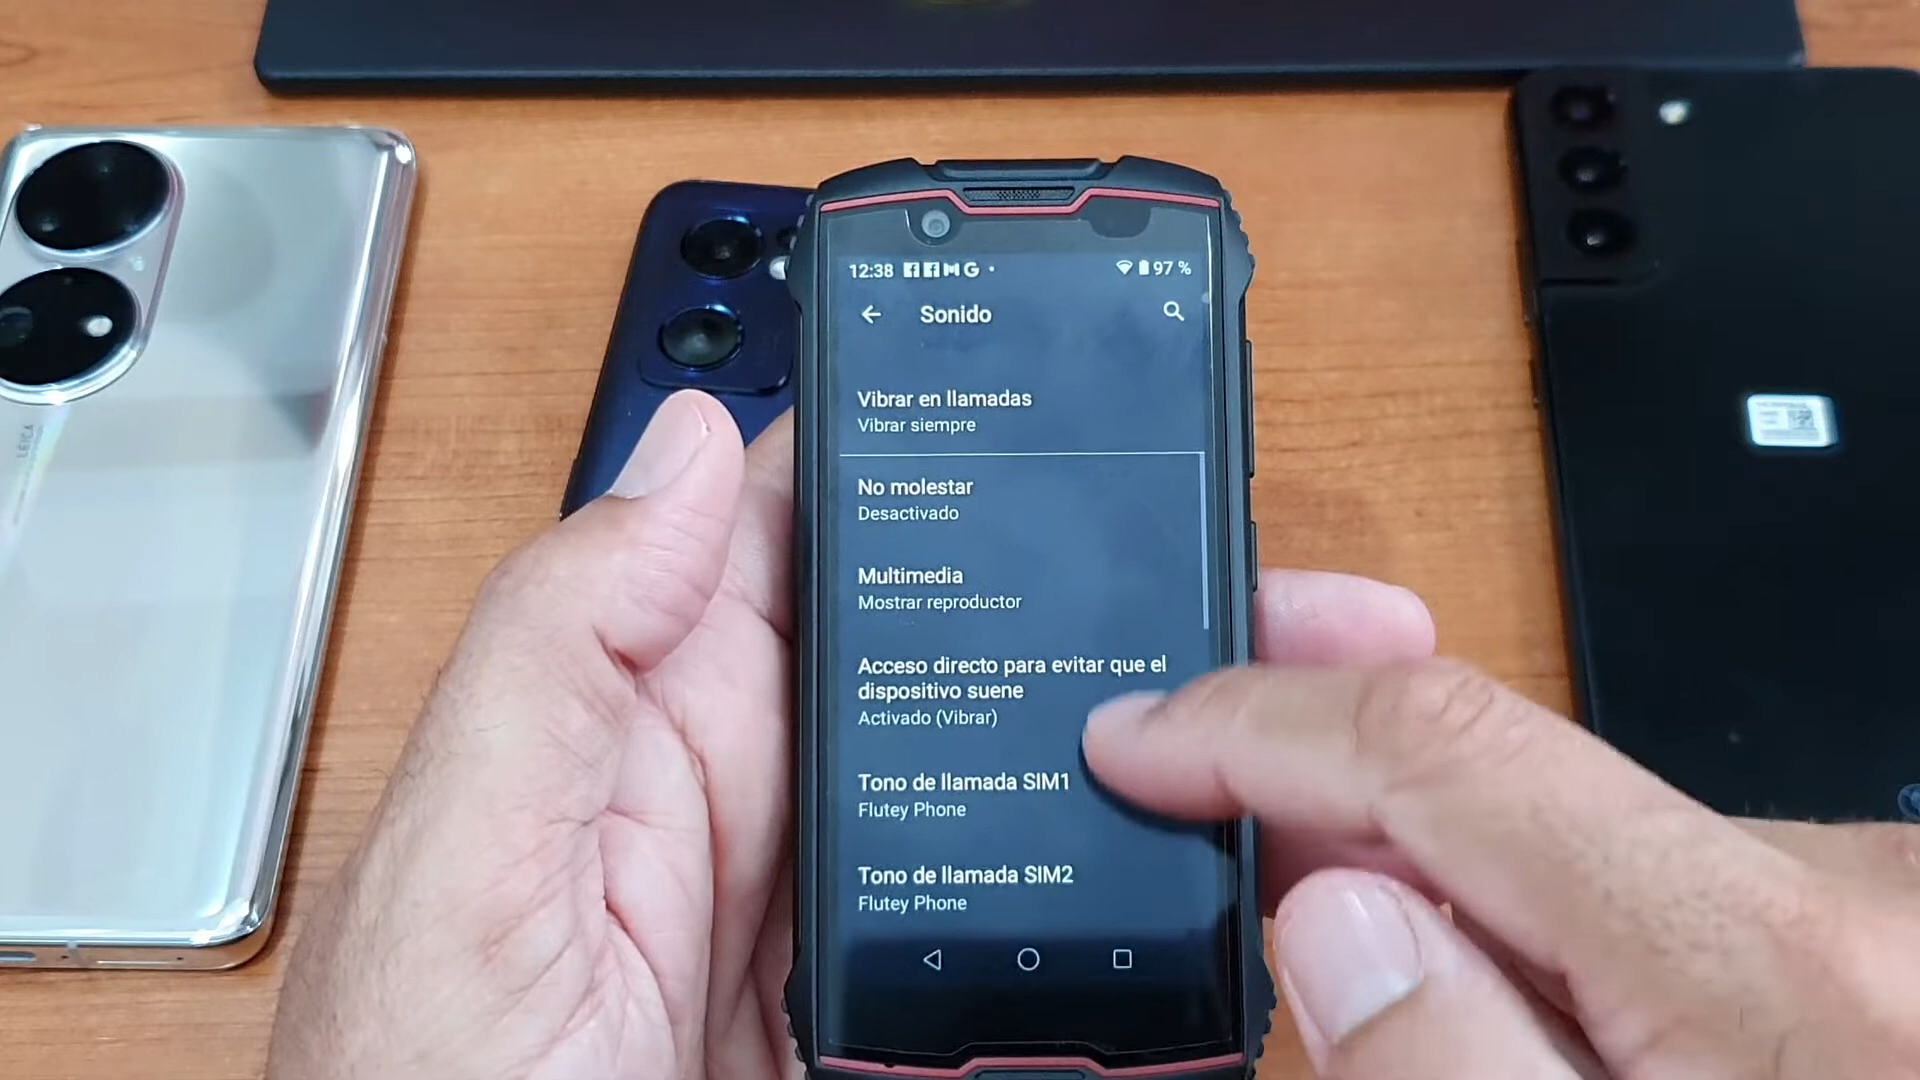 12:38
97 %
Sonido
Vibrar en llamadas
Vibrar siempre
No molestar
Desactivado
Multimedia
Mostrar reproductor
Acceso directo para evitar que el
dispositivo suene
Activado (Vibrar)
Tono de llamada SIM1
Flutey Phone
Tono de llamada SIM2
Flutey Phone
LEICA